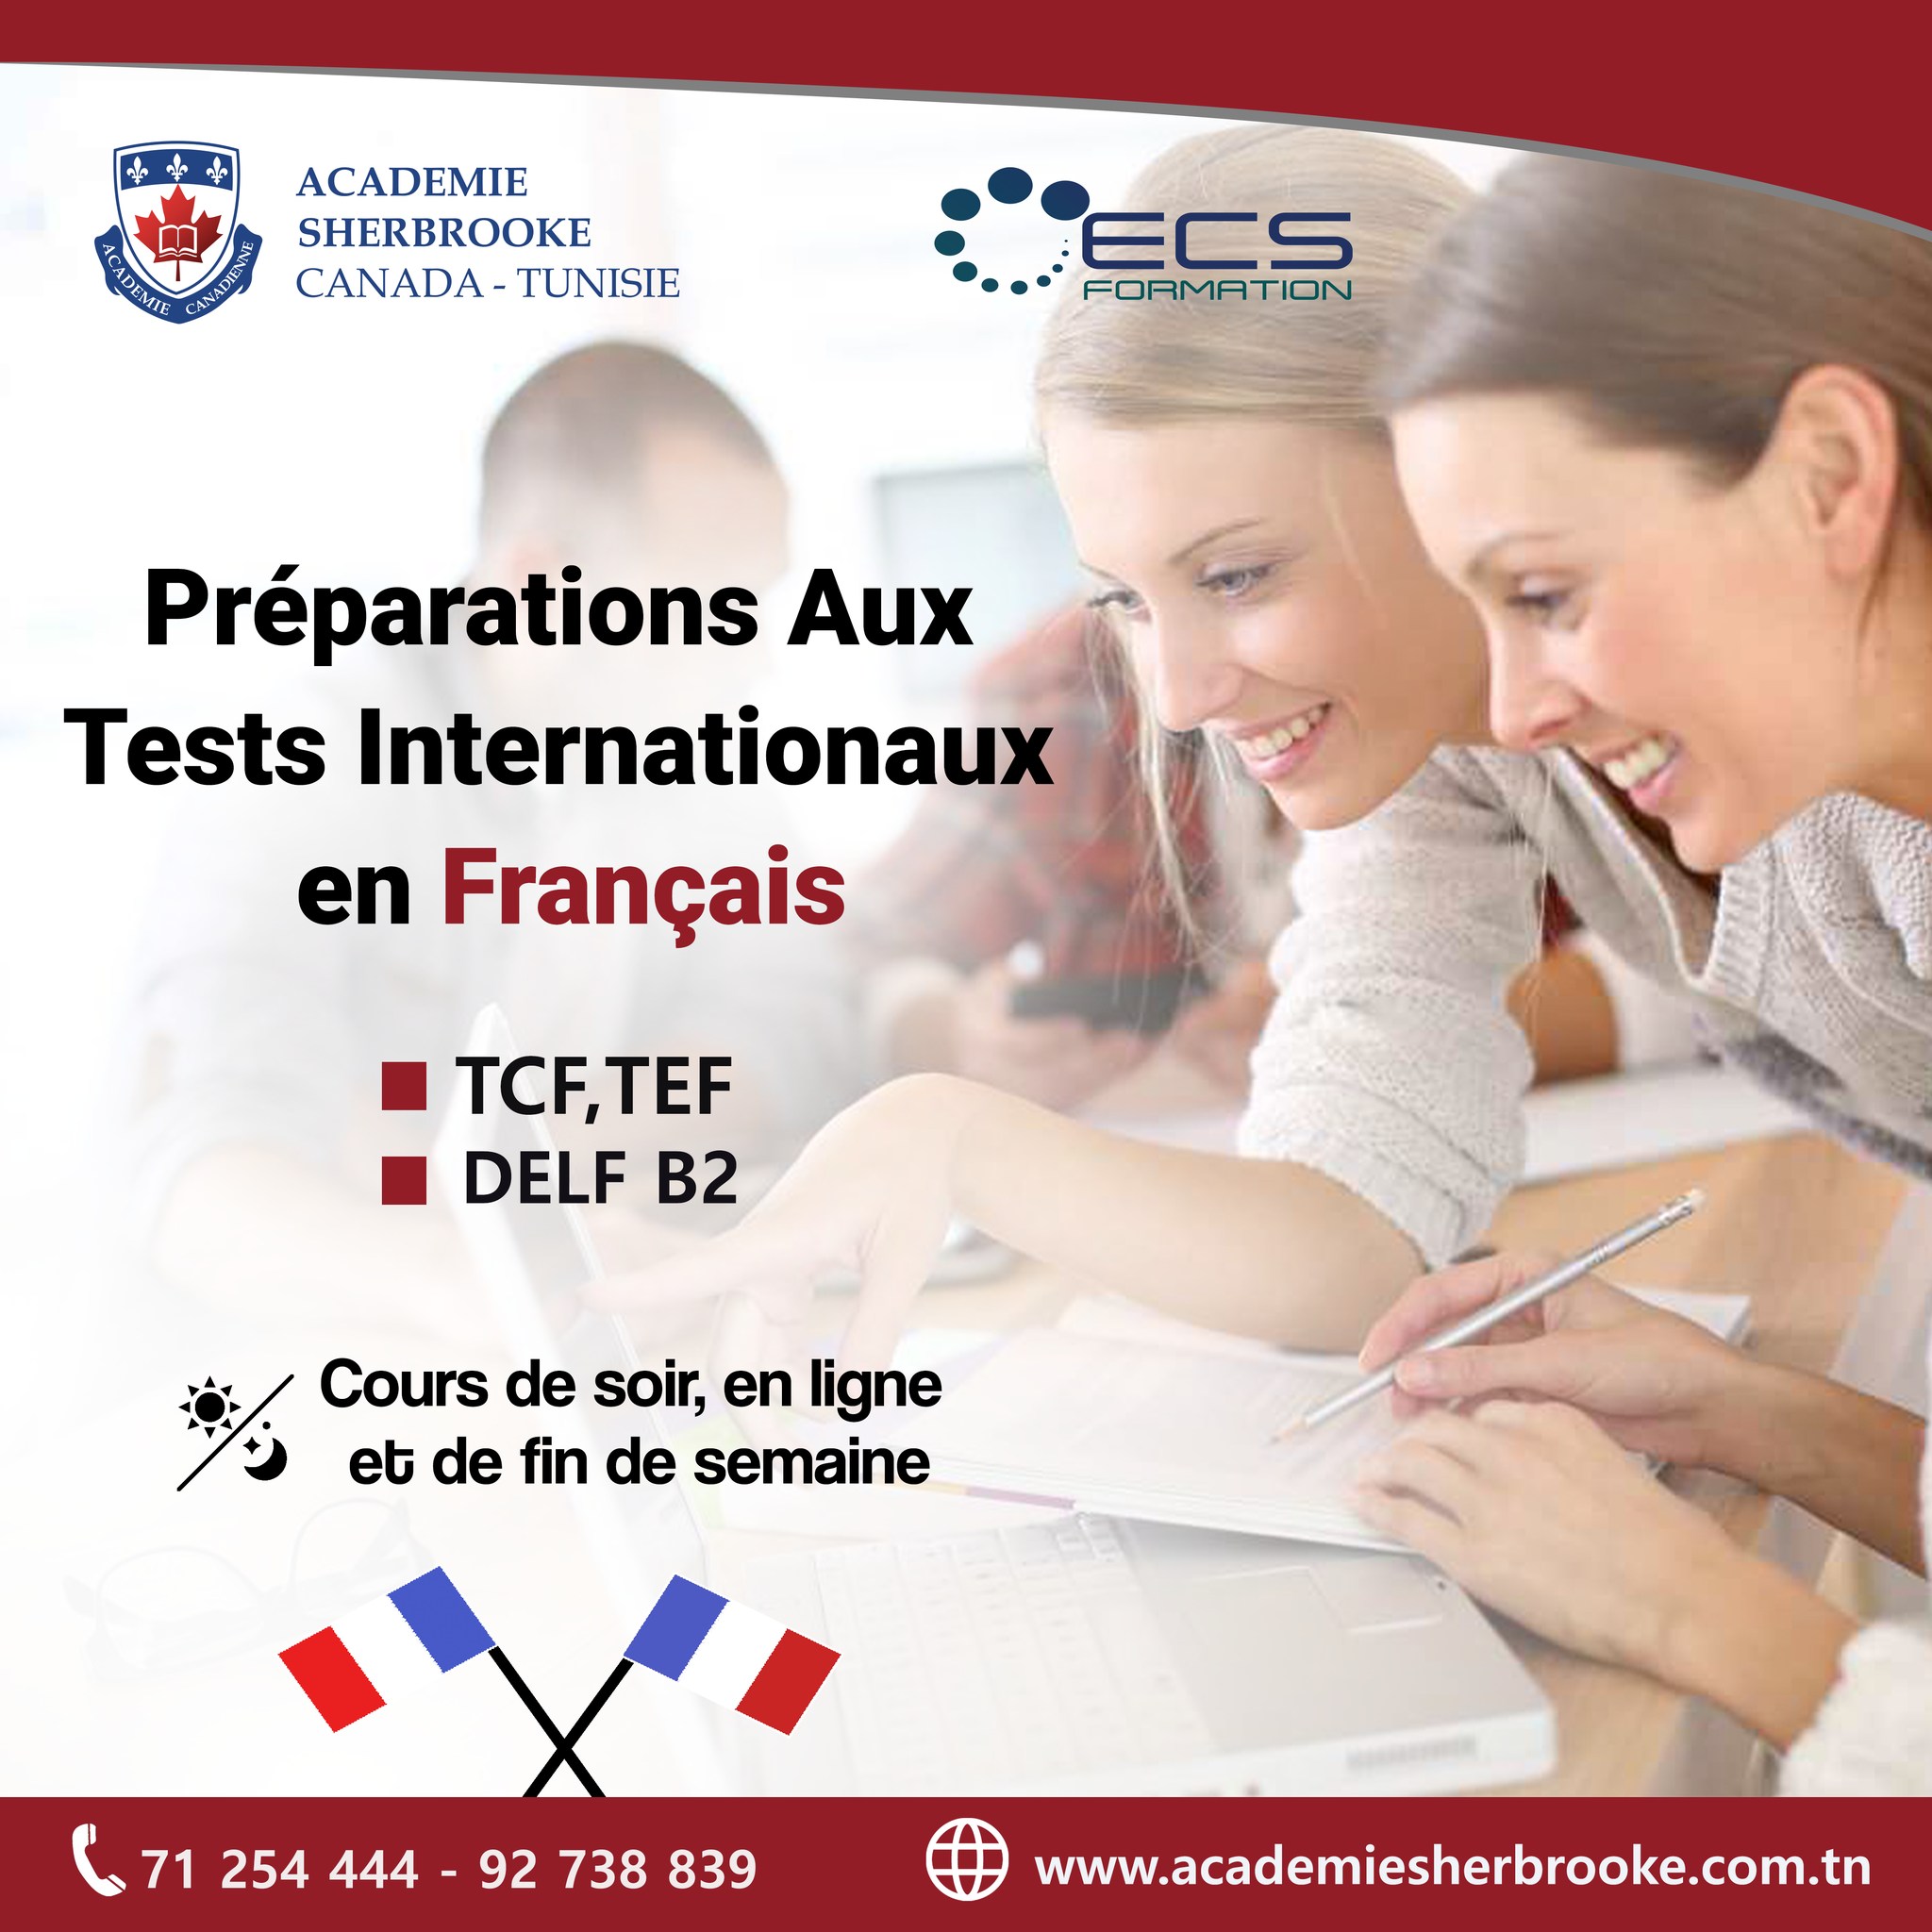 ACADEMIE
SHERBROOKE
CANADA - TUNISIE
ACADEMIE CANADIENNE
ECS
FORMATION
Préparations Aux
Tests Internationaux
en Français
TCF,TEF
DELF B2
Cours de soir, en ligne
et de fin de semaine
71 254 444 - 92 738 839
www.academiesherbrooke.com.tn